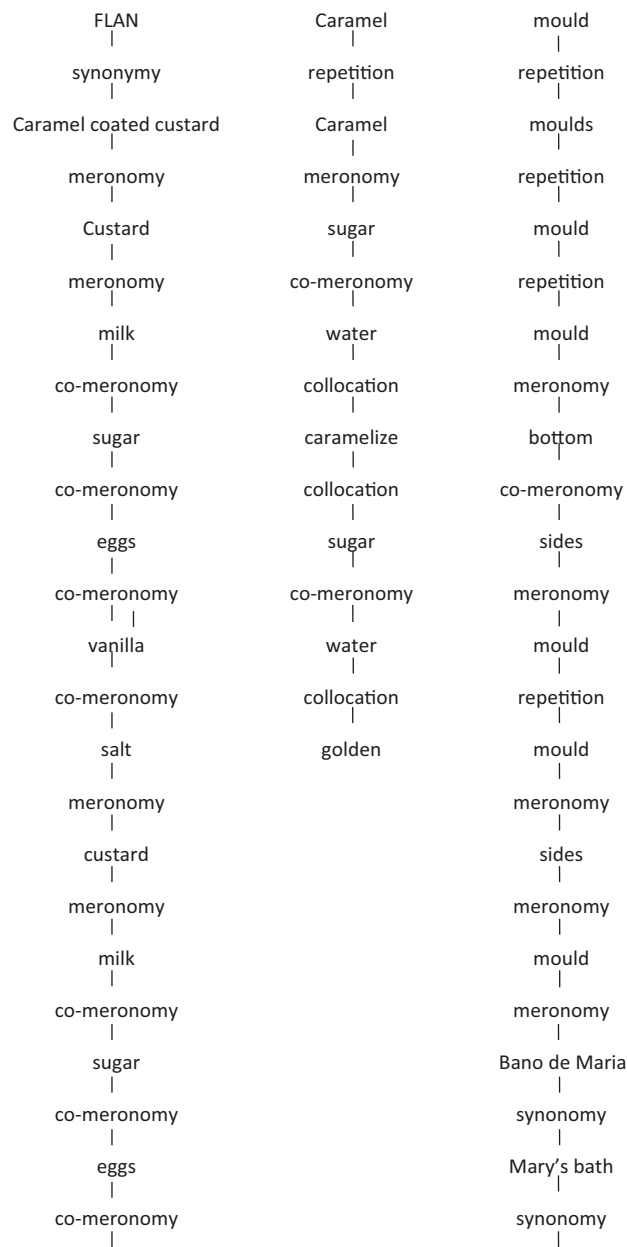 FLAN
synonymy
Caramel coated custard
meronomy
Custard
meronomy
milk
co-meronomy
sugar
co-meronomy
eggs
co-meronomy
vanilla
co-meronomy
salt
meronomy
custard
meronomy
milk
co-meronomy
sugar
co-meronomy
eggs
co-meronomy
Caramel
repetition
Caramel
meronomy
sugar
co-meronomy
water
collocation
caramelize
collocation
sugar
co-meronomy
water
collocation
golden
mould
repetition
moulds
repetition
mould
repetition
mould
meronomy
bottom
co-meronomy
sides
meronomy
mould
repetition
mould
meronomy
sides
meronomy
mould
meronomy
Bano de Maria
synonomy
Mary's bath
synonomy